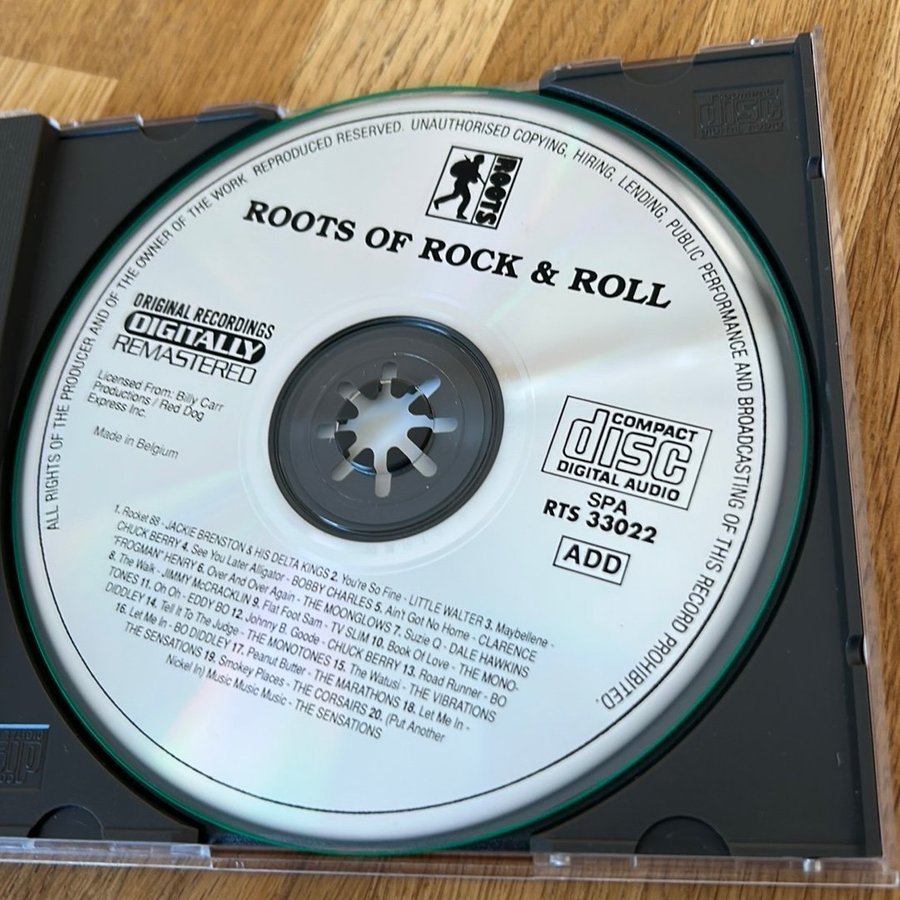 ALL RIGHTS OF THE PRODUCER AND OF THE OWNER OF THE WORK REPRODUCED RESERVED. UNAUTHORISED COPYING, HIRING, LENDING, PUBLIC PERFORMANCE AND BROADCASTING OF THIS RECORD PROHIBITED.
ROOTS
ROOTS OF ROCK & ROLL
ORIGINAL RECORDINGS
DIGITALLY
REMASTERED
Licensed From: Billy Carr
Productions / Red Dog
Express Inc.
Made in Belgium
COMPACT
disc
DIGITAL AUDIO
SPA
RTS 33022
ADD
1. Rocket 88 - JACKIE BRENSTON & HIS DELTA KINGS 2. You're So Fine - LITTLE WALTER 3. Maybellene -
CHUCK BERRY 4. See You Later Alligator - BOBBY CHARLES 5. Ain't Got No Home - CLARENCE
"FROGMAN" HENRY 6. Over And Over Again - THE MOONGLOWS 7. Suzie Q - DALE HAWKINS
8. The Walk - JIMMY McCRACKLIN 9. Flat Foot Sam - TV SLIM 10. Book Of Love - THE MONO-
TONES 11. Oh Oh - EDDY BO 12. Johnny B. Goode - CHUCK BERRY 13. Road Runner - BO
DIDDLEY 14. Tell It To The Judge - THE MONOTONES 15. The Watusi - THE VIBRATIONS
16. Let Me In - BO DIDDLEY 17. Peanut Butter - THE MARATHONS 18. Let Me In -
THE SENSATIONS 19. Smokey Places - THE CORSAIRS 20. (Put Another
Nickel In) Music Music Music - THE SENSATIONS
COMPACT
disc
DIGITAL AUDIO